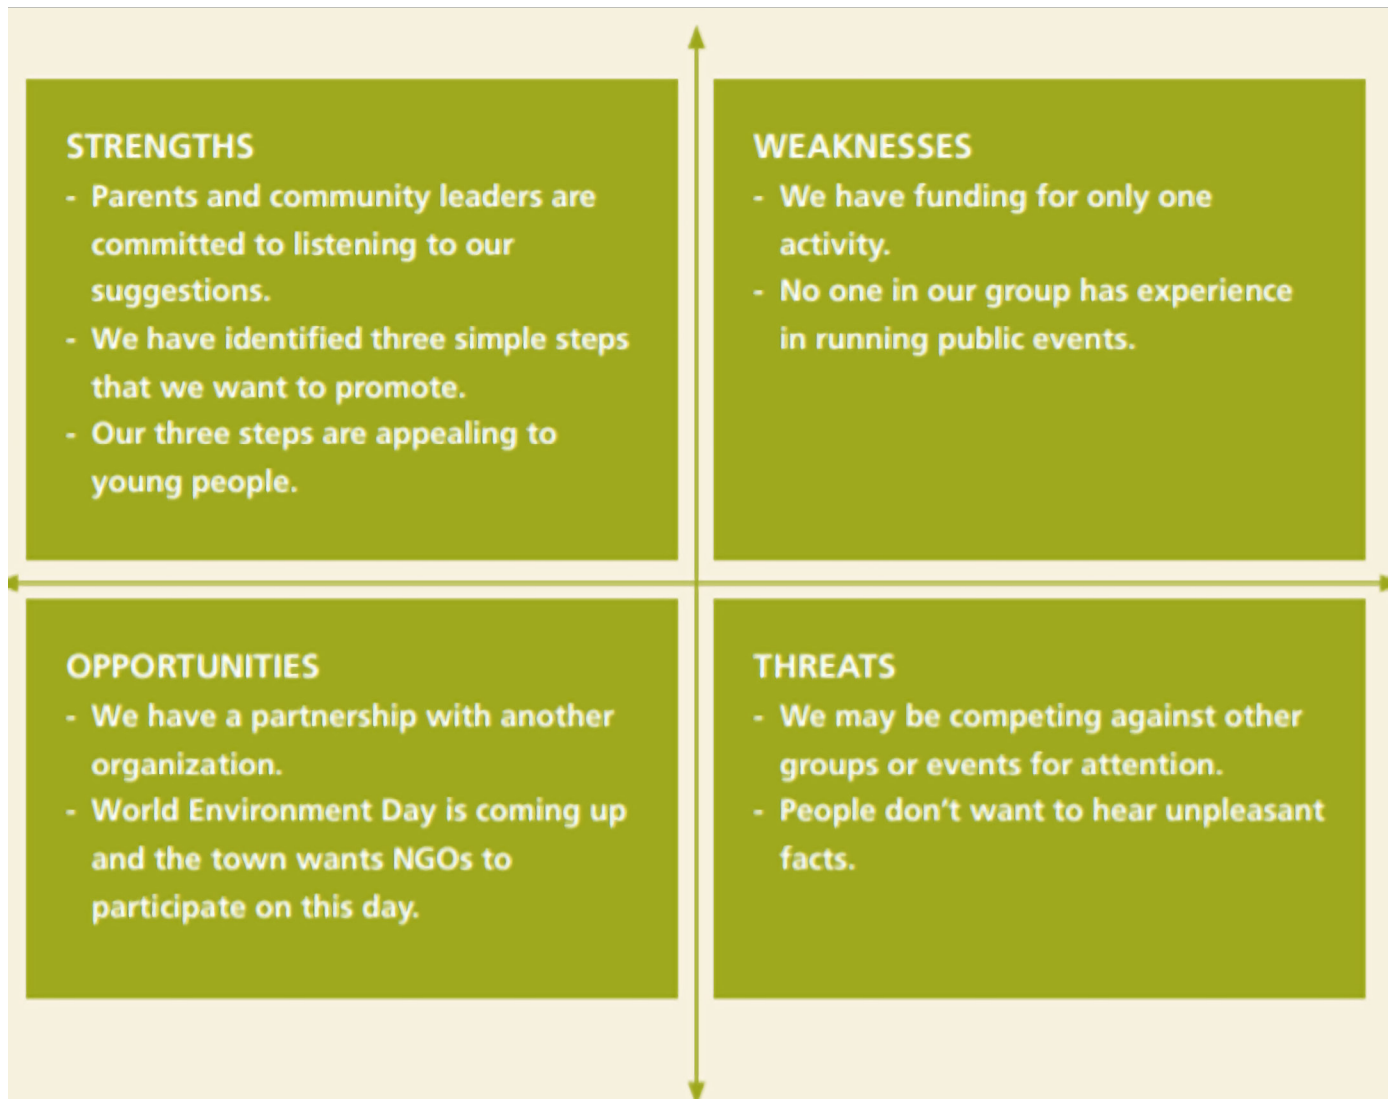 STRENGTHS
- Parents and community leaders are
committed to listening to our
suggestions.
- We have identified three simple steps
that we want to promote.
- Our three steps are appealing to
young people.
WEAKNESSES
- We have funding for only one
activity.
- No one in our group has experience
in running public events.
OPPORTUNITIES
- We have a partnership with another
organization.
- World Environment Day is coming up
and the town wants NGOs to
participate on this day.
THREATS
- We may be competing against other
groups or events for attention.
- People don't want to hear unpleasant
facts.